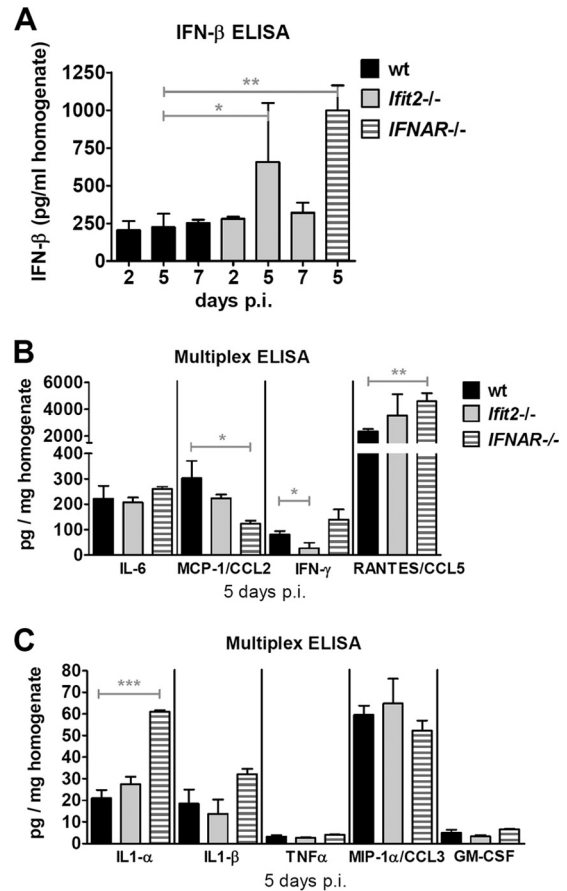 A
IFN-β ELISA
wt
Ifit2-/-
IFNAR-/-
IFN-β (pg/ml homogenate)
1250
1000
750
500
250
0
**
*
2 5 7 2 5 7 5
days p.i.
B
Multiplex ELISA
wt
Ifit2-/-
IFNAR-/-
pg / mg homogenate
6000
4000
2000
400
300
200
100
0
*
*
**
IL-6 MCP-1/CCL2 IFN-γ RANTES/CCL5
5 days p.i.
C
Multiplex ELISA
pg / mg homogenate
80
70
60
50
40
30
20
10
0
***
IL1-α IL1-β TNFα MIP-1α/CCL3 GM-CSF
5 days p.i.